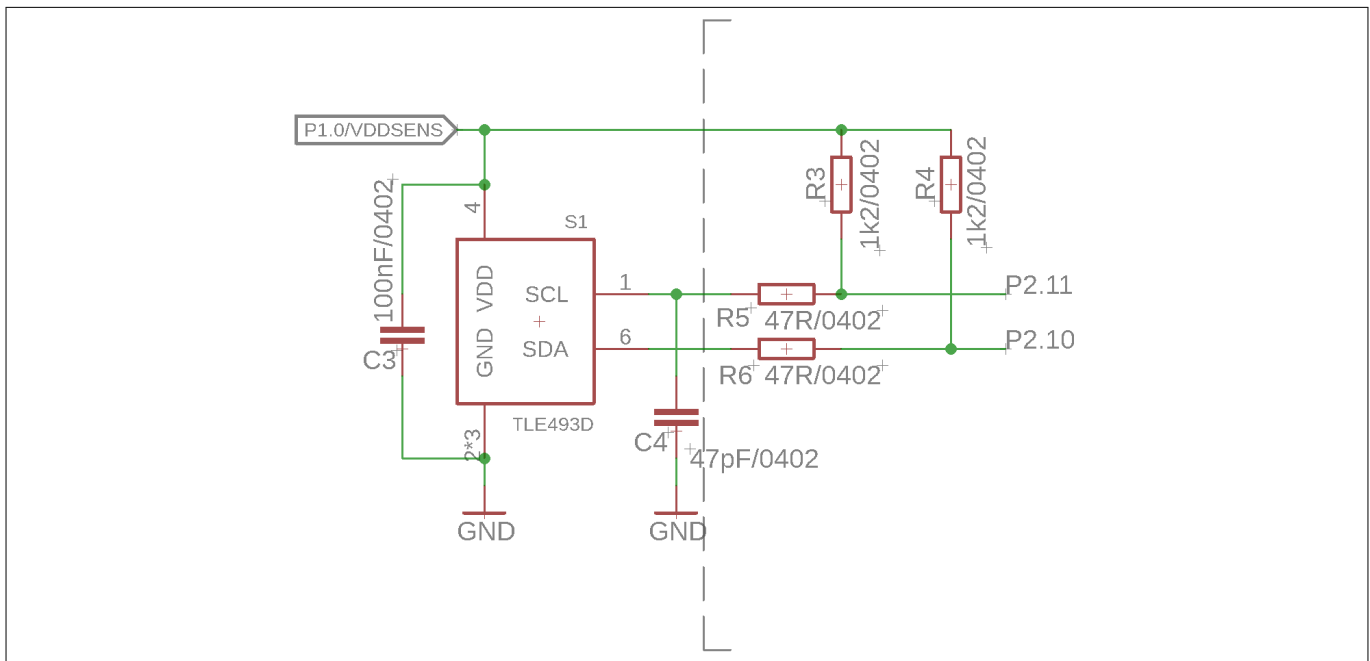 P1.0/VDDSENS
100nF/0402
C3
4
S1
VDD
GND
SCL
SDA
1
6
2*3
TLE493D
GND
C4
47pF/0402
GND
R3
1k2/0402
R4
1k2/0402
R5
47R/0402
R6
47R/0402
P2.11
P2.10